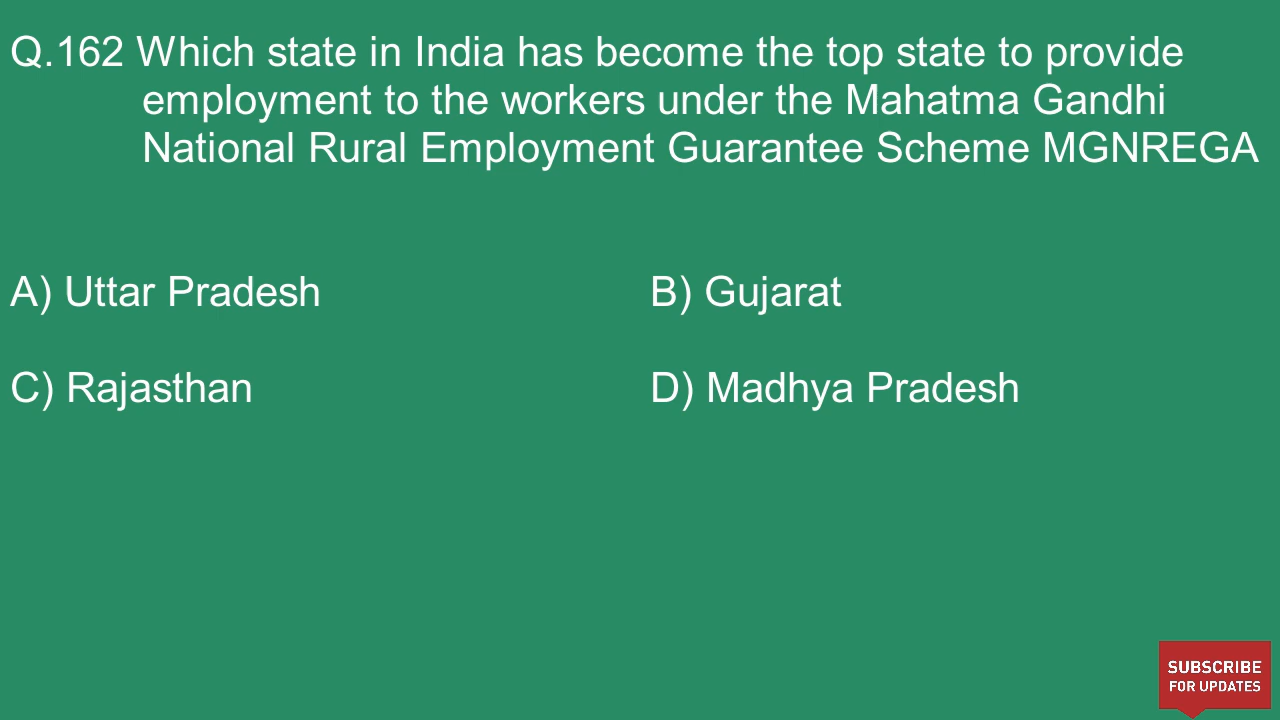 Q.162 Which state in India has become the top state to provide
employment to the workers under the Mahatma Gandhi
National Rural Employment Guarantee Scheme MGNREGA
A) Uttar Pradesh
B) Gujarat
C) Rajasthan
D) Madhya Pradesh
SUBSCRIBE
FOR UPDATES